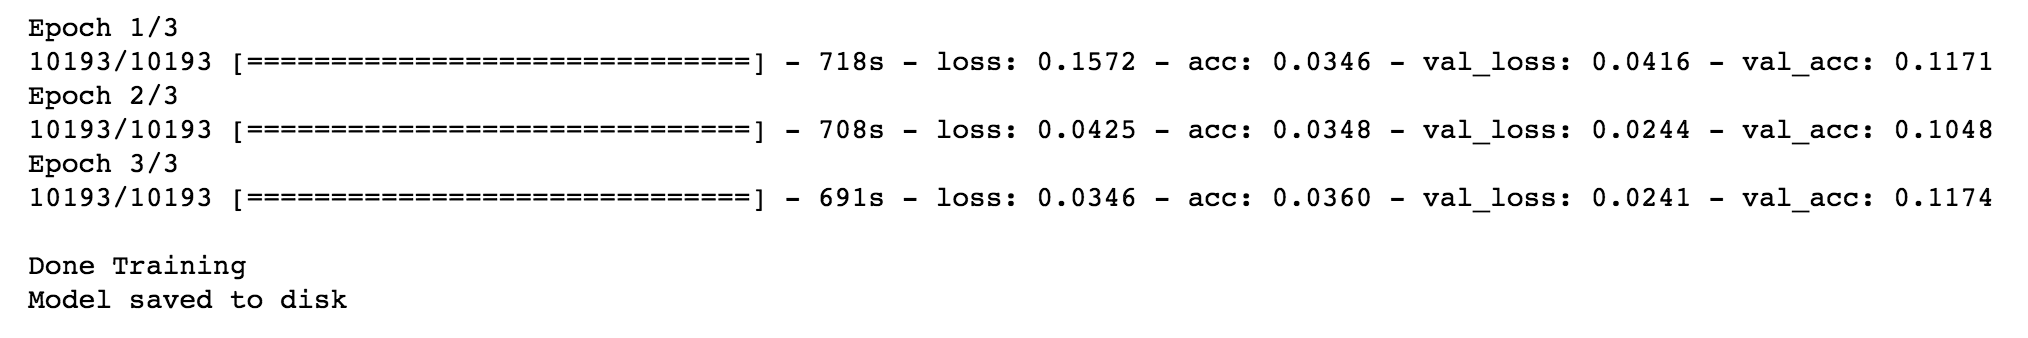 Epoch 1/3
10193/10193 [==============================] - 718s - loss: 0.1572 - acc: 0.0346 - val_loss: 0.0416 - val_acc: 0.1171
Epoch 2/3
10193/10193 [==============================] - 708s - loss: 0.0425 - acc: 0.0348 - val_loss: 0.0244 - val_acc: 0.1048
Epoch 3/3
10193/10193 [==============================] - 691s - loss: 0.0346 - acc: 0.0360 - val_loss: 0.0241 - val_acc: 0.1174
Done Training
Model saved to disk